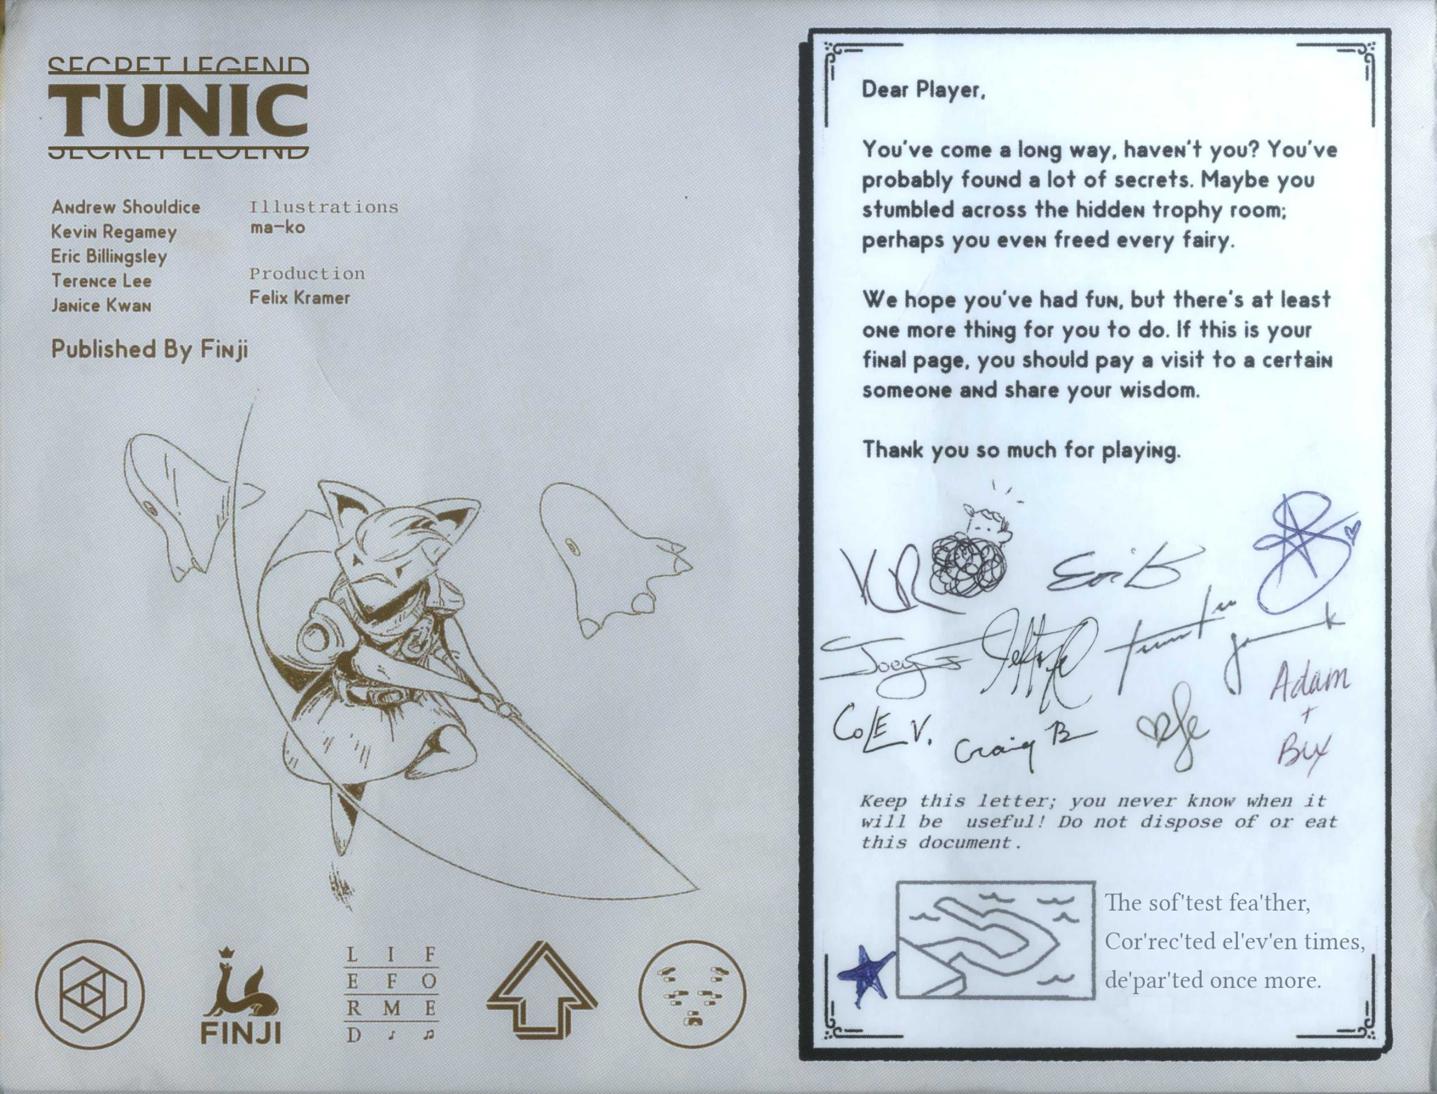 SECRET LEGEND
TUNIC
SECRET LEGEND
Andrew Shouldice
Kevin Regamey
Eric Billingsley
Terence Lee
Janice Kwan
Illustrations
ma-ko
Production
Felix Kramer
Published By Finji
FINJI
L I F
E F O
R M E
D ♪ ♫
Dear Player,
You've come a long way, haven't you? You've
probably found a lot of secrets. Maybe you
stumbled across the hidden trophy room;
perhaps you even freed every fairy.
We hope you've had fun, but there's at least
one more thing for you to do. If this is your
final page, you should pay a visit to a certain
someone and share your wisdom.
Thank you so much for playing.
KR
Eric B
Joey
Adam
+
Bux
Cole V.
Craig B
Keep this letter; you never know when it
will be  useful! Do not dispose of or eat
this document.
The sof'test fea'ther,
Cor'rec'ted el'ev'en times,
de'par'ted once more.